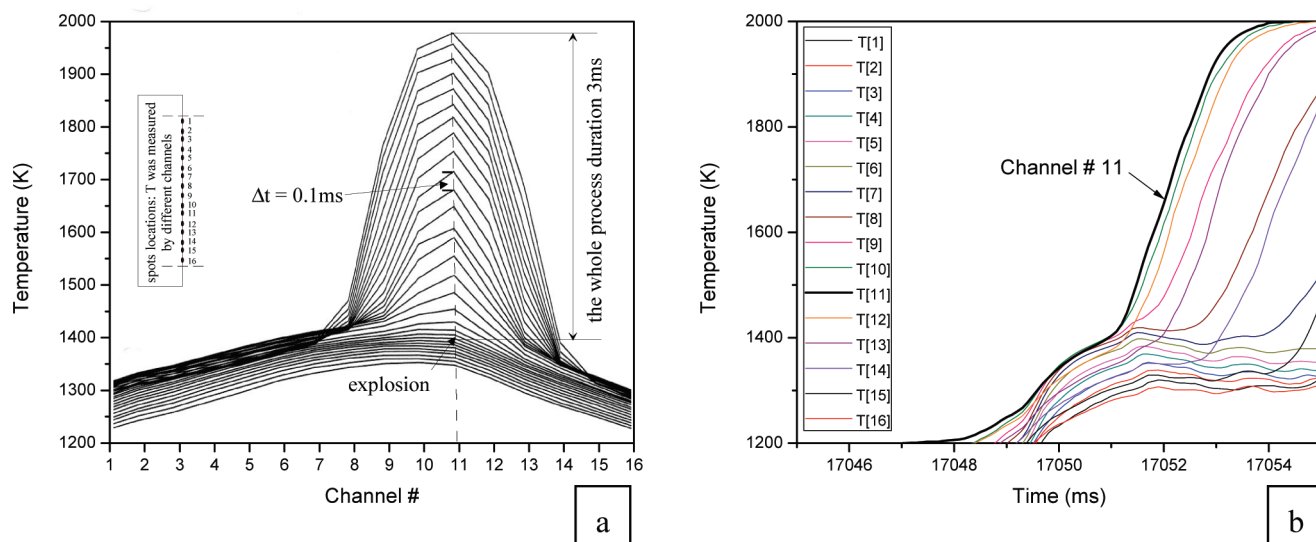 2000
1900
1800
1700
1600
1500
1400
1300
1200
Temperature (K)
spots locations: T was measured
by different channels
1
2
3
4
5
6
7
8
9
10
11
12
13
14
15
16
Δt = 0.1ms
explosion
the whole process duration 3ms
1 2 3 4 5 6 7 8 9 10 11 12 13 14 15 16
Channel #
a
2000
1800
1600
1400
1200
Temperature (K)
T[1]
T[2]
T[3]
T[4]
T[5]
T[6]
T[7]
T[8]
T[9]
T[10]
T[11]
T[12]
T[13]
T[14]
T[15]
T[16]
Channel # 11
17046 17048 17050 17052 17054
Time (ms)
b